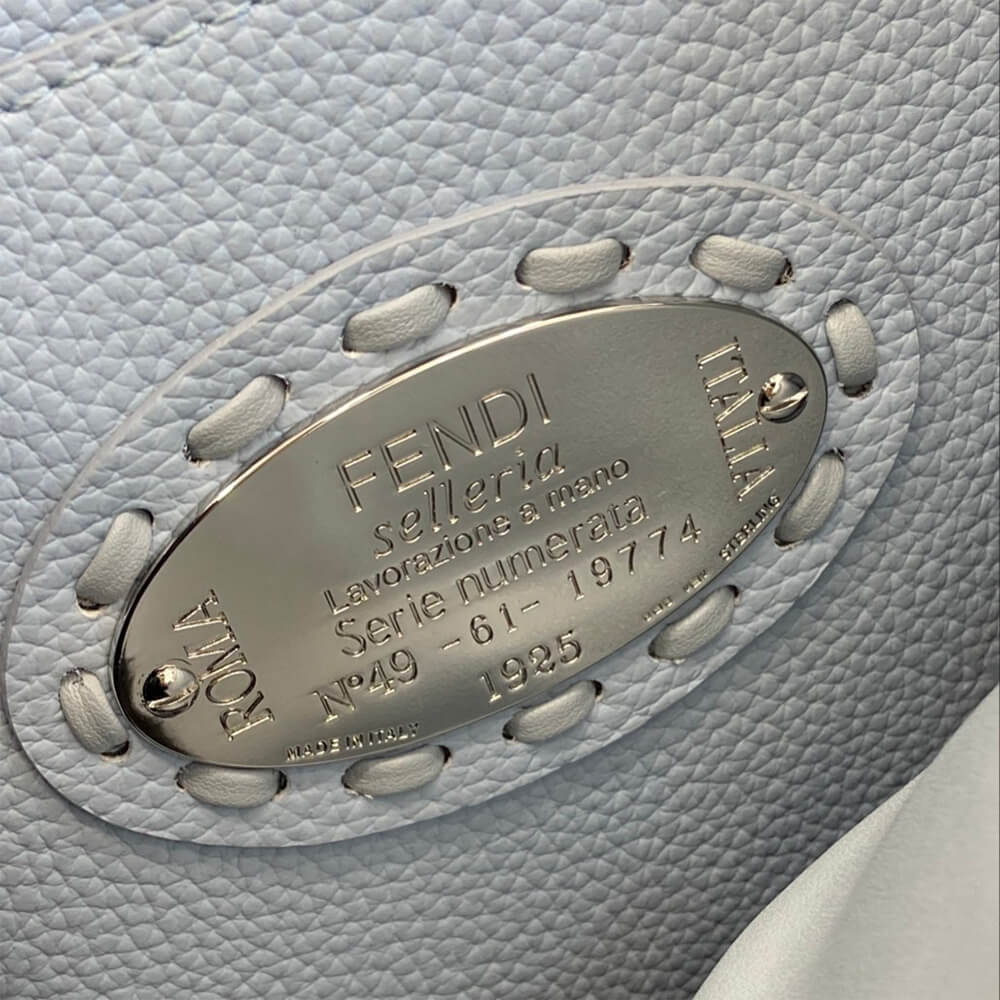 FENDI
selleria
Lavorazione a mano
Serie numerata
N°49 -61- 19774
1925
ROMA
ITALIA
MADE IN ITALY
STERLING